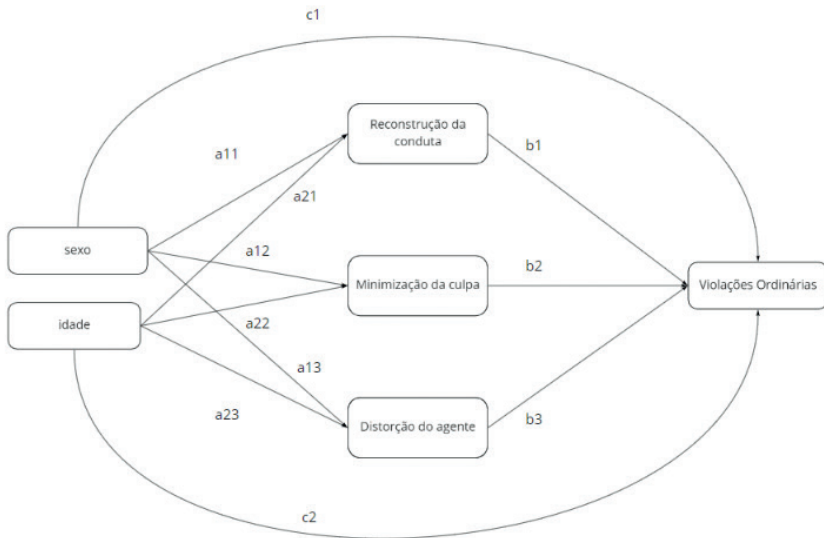 c1
Reconstrução da
conduta
b1
a11
a21
sexo
a12
Minimização da culpa
b2
Violações Ordinárias
idade
a22
a13
a23
Distorção do agente
b3
c2